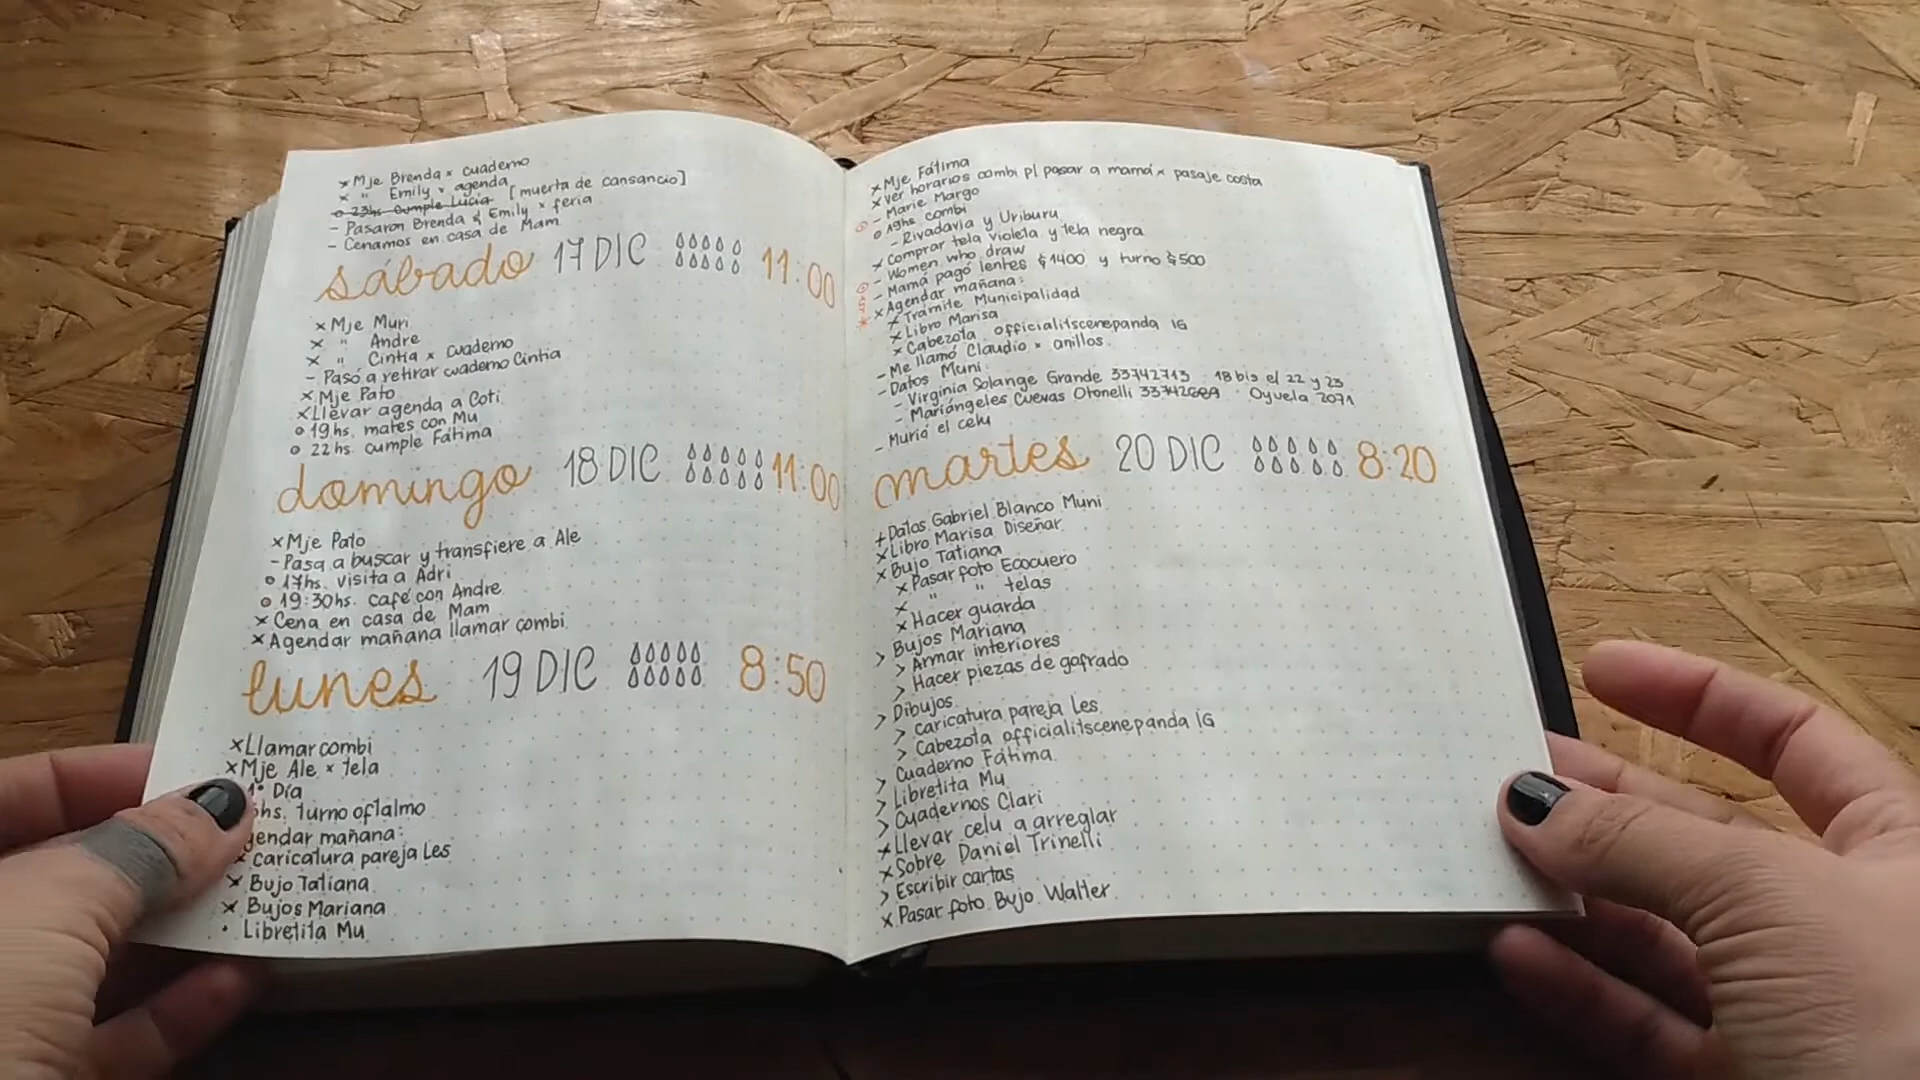 × Mje Brenda × cuaderno
× " Emily × agenda
o 23hs cumple Lucía [muerta de cansancio]
- Pasaron Brenda y Emily × feria
- Cenamos en casa de Mam
sábado 17 DIC 11:00
× Mje Muri
× " Andre
× " Cintia × cuaderno
- Pasó a retirar cuaderno Cintia
× Mje Pato
× Llevar agenda a Coti
o 19hs. mates con Mu
o 22hs. cumple Fátima
domingo 18 DIC 11:00
× Mje Pato
- Pasa a buscar y transfiere a Ale
o 17hs. visita a Adri
o 19:30hs. café con Andre
× Cena en casa de Mam
× Agendar mañana llamar combi
lunes 19 DIC 8:50
× Llamar combi
× Mje Ale × tela
1° Día
hs. turno oftalmo
gendar mañana:
× caricatura pareja Les
× Bujo Tatiana
× Bujos Mariana
· Libretita Mu
× Mje Fátima
× ver horarios combi pl pasar a mamá × pasaje costa
- Marie Margo
o 19hs combi
- Rivadavia y Uriburu
× Comprar tela violeta y tela negra
- Women who draw
- Mamá pagó lentes $1400 y turno $500
× Agendar mañana:
× Trámite Municipalidad
× Libro Marisa
× Cabezota officialitscenepanda IG
- Me llamó Claudio × anillos
- Datos Muni
- Virginia Solange Grande 33742713 18 bis el 22 y 23
- Mariángeles Cuevas Otonelli · Oyuela 2071
- Murió el celu
martes 20 DIC 8:20
+ Datos Gabriel Blanco Muni
× Libro Marisa Diseñar
× Bujo Tatiana
× Pasar foto Ecocuero
× " " telas
× Hacer guarda
> Bujos Mariana
> Armar interiores
> Hacer piezas de gofrado
> Dibujos
> caricatura pareja Les
> Cabezota officialitscenepanda IG
> Cuaderno Fátima
> Libretita Mu
> Cuadernos Clari
× Llevar celu a arreglar
× Sobre Daniel Trinelli
> Escribir cartas
× Pasar foto Bujo Walter